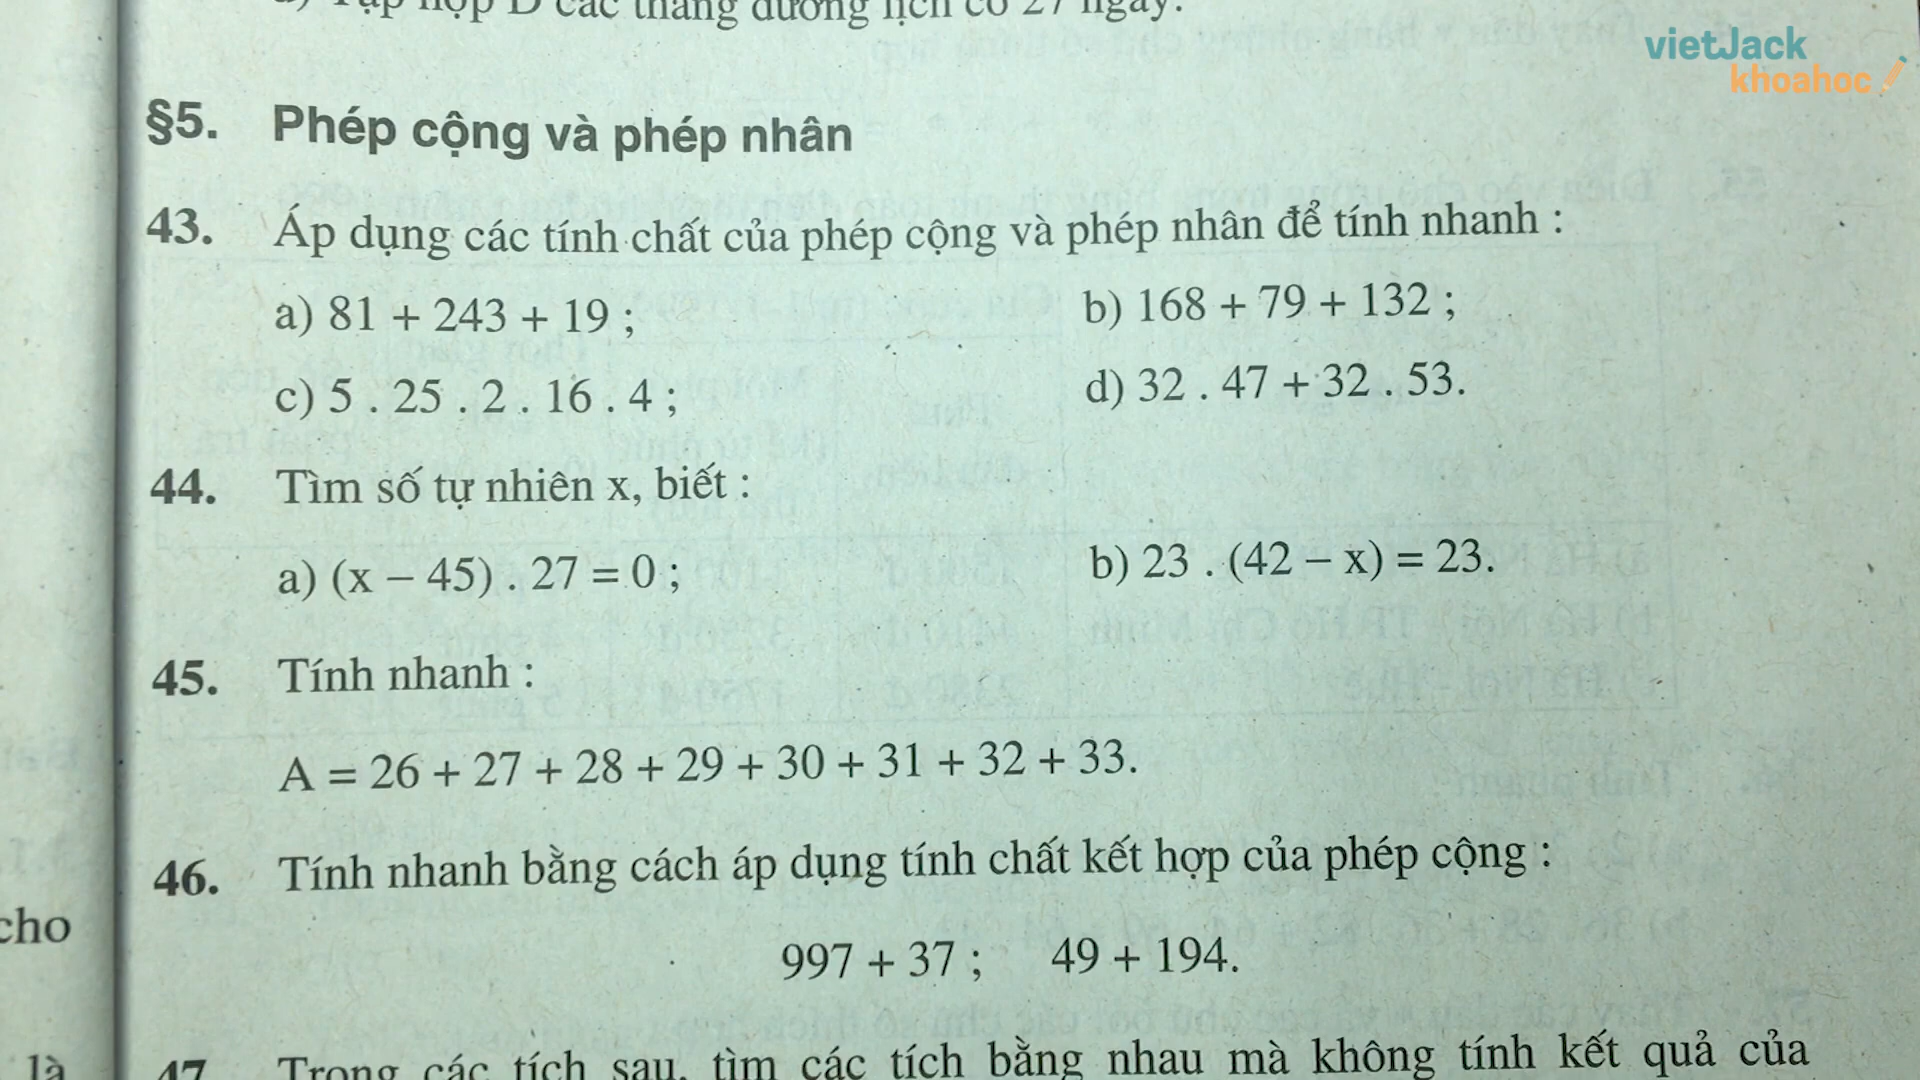 vietJack
khoahoc
§5. Phép cộng và phép nhân
43. Áp dụng các tính chất của phép cộng và phép nhân để tính nhanh :
a) 81 + 243 + 19 ; b) 168 + 79 + 132 ;
c) 5 . 25 . 2 . 16 . 4 ; d) 32 . 47 + 32 . 53.
44. Tìm số tự nhiên x, biết :
a) (x – 45) . 27 = 0 ; b) 23 . (42 – x) = 23.
45. Tính nhanh :
A = 26 + 27 + 28 + 29 + 30 + 31 + 32 + 33.
46. Tính nhanh bằng cách áp dụng tính chất kết hợp của phép cộng :
cho
997 + 37 ; 49 + 194.
là
47 Trong các tích sau, tìm các tích bằng nhau mà không tính kết quả của